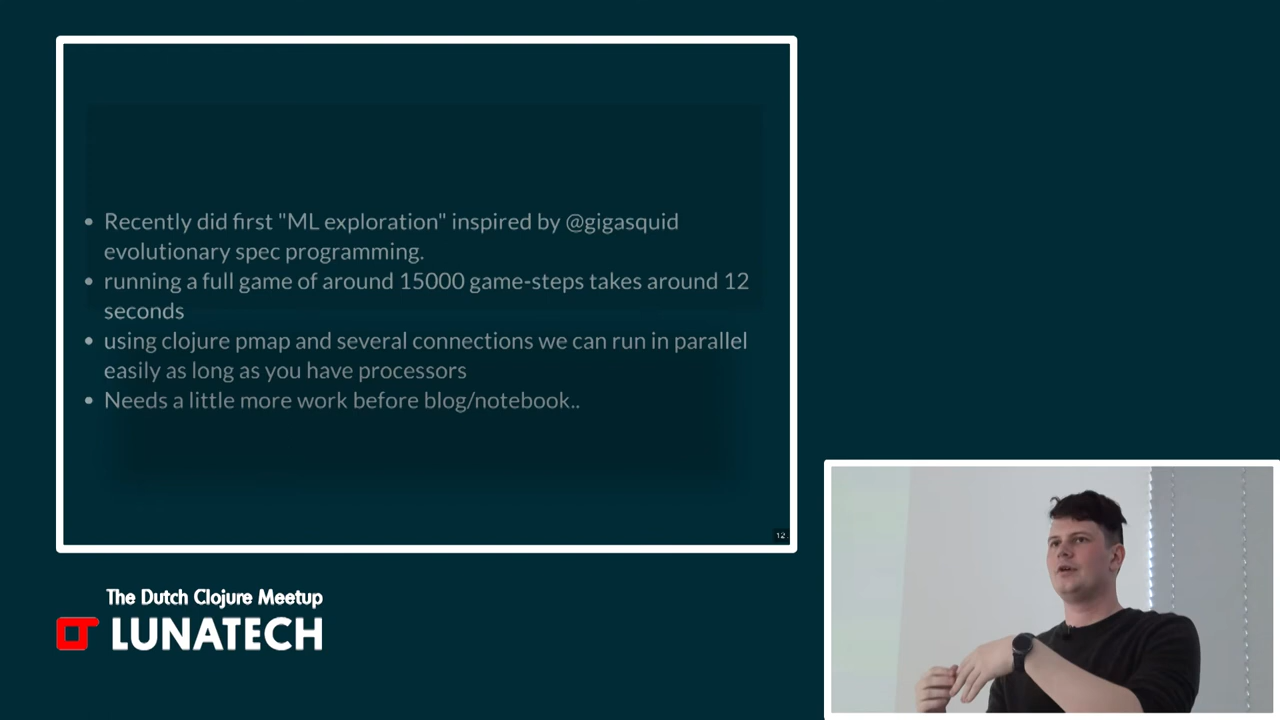 • Recently did first "ML exploration" inspired by @gigasquid
evolutionary spec programming.
• running a full game of around 15000 game-steps takes around 12
seconds
• using clojure pmap and several connections we can run in parallel
easily as long as you have processors
• Needs a little more work before blog/notebook..
12
The Dutch Clojure Meetup
LUNATECH